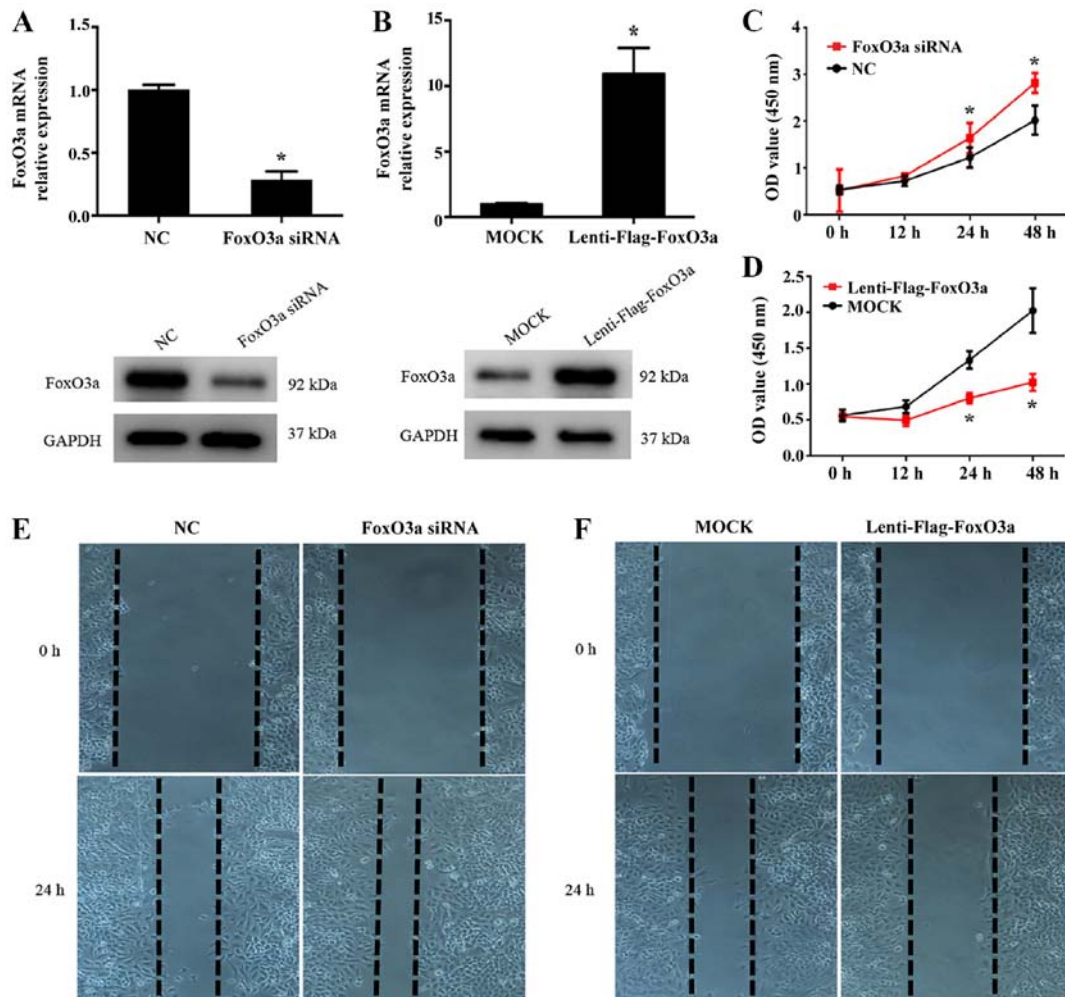 A
FoxO3a mRNA
relative expression
1.5
1.0
0.5
0.0
*
NC
FoxO3a siRNA
NC
FoxO3a siRNA
FoxO3a
92 kDa
GAPDH
37 kDa
B
FoxO3a mRNA
relative expression
15
10
5
0
*
MOCK
Lenti-Flag-FoxO3a
MOCK
Lenti-Flag-FoxO3a
FoxO3a
92 kDa
GAPDH
37 kDa
C
OD value (450 nm)
4
3
2
1
0
FoxO3a siRNA
NC
*
*
0 h
12 h
24 h
48 h
D
OD value (450 nm)
2.5
2.0
1.5
1.0
0.5
0.0
Lenti-Flag-FoxO3a
MOCK
*
*
0 h
12 h
24 h
48 h
E
NC
FoxO3a siRNA
0 h
24 h
F
MOCK
Lenti-Flag-FoxO3a
0 h
24 h